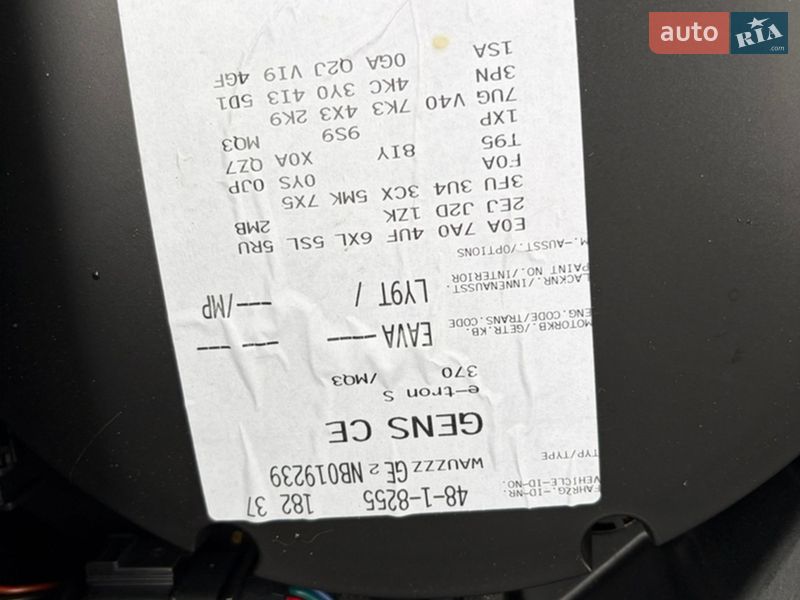 auto RIA
.com
FAHRZG.-ID-NR.
VEHICLE-ID-NO. 48-1-8255 182 37
WAUZZZ GE 2 NB019239
TYP/TYPE
GENS CE
e-tron S
370 /MQ3
MOTORKB./GETR.KB.
ENG.CODE/TRANS.CODE EAVA ---- --- ---
LACKNR./INNENAUSST.
PAINT NO./INTERIOR LY9T / ---/MP
M.-AUSST./OPTIONS
E0A 7A0 4UF 6XL 5SL 5RU
2EJ J2D 1ZK 2MB
3FU 3U4 3CX 5MK 7X5
F0A 0YS 0JP
T95 8IY X0A QZ7
1XP 9S9 MQ3
7UG V40 7K3 4X3 2K9
3PN 4KC 3Y0 4I3 5D1
1SA 0GA Q2J VI9 4GF